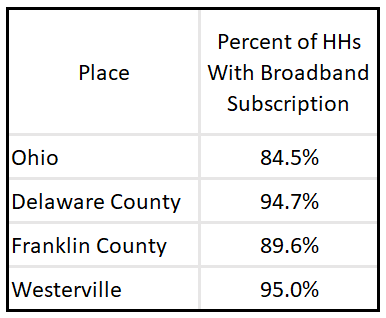 Place
Percent of HHs
With Broadband
Subscription
Ohio 84.5%
Delaware County 94.7%
Franklin County 89.6%
Westerville 95.0%